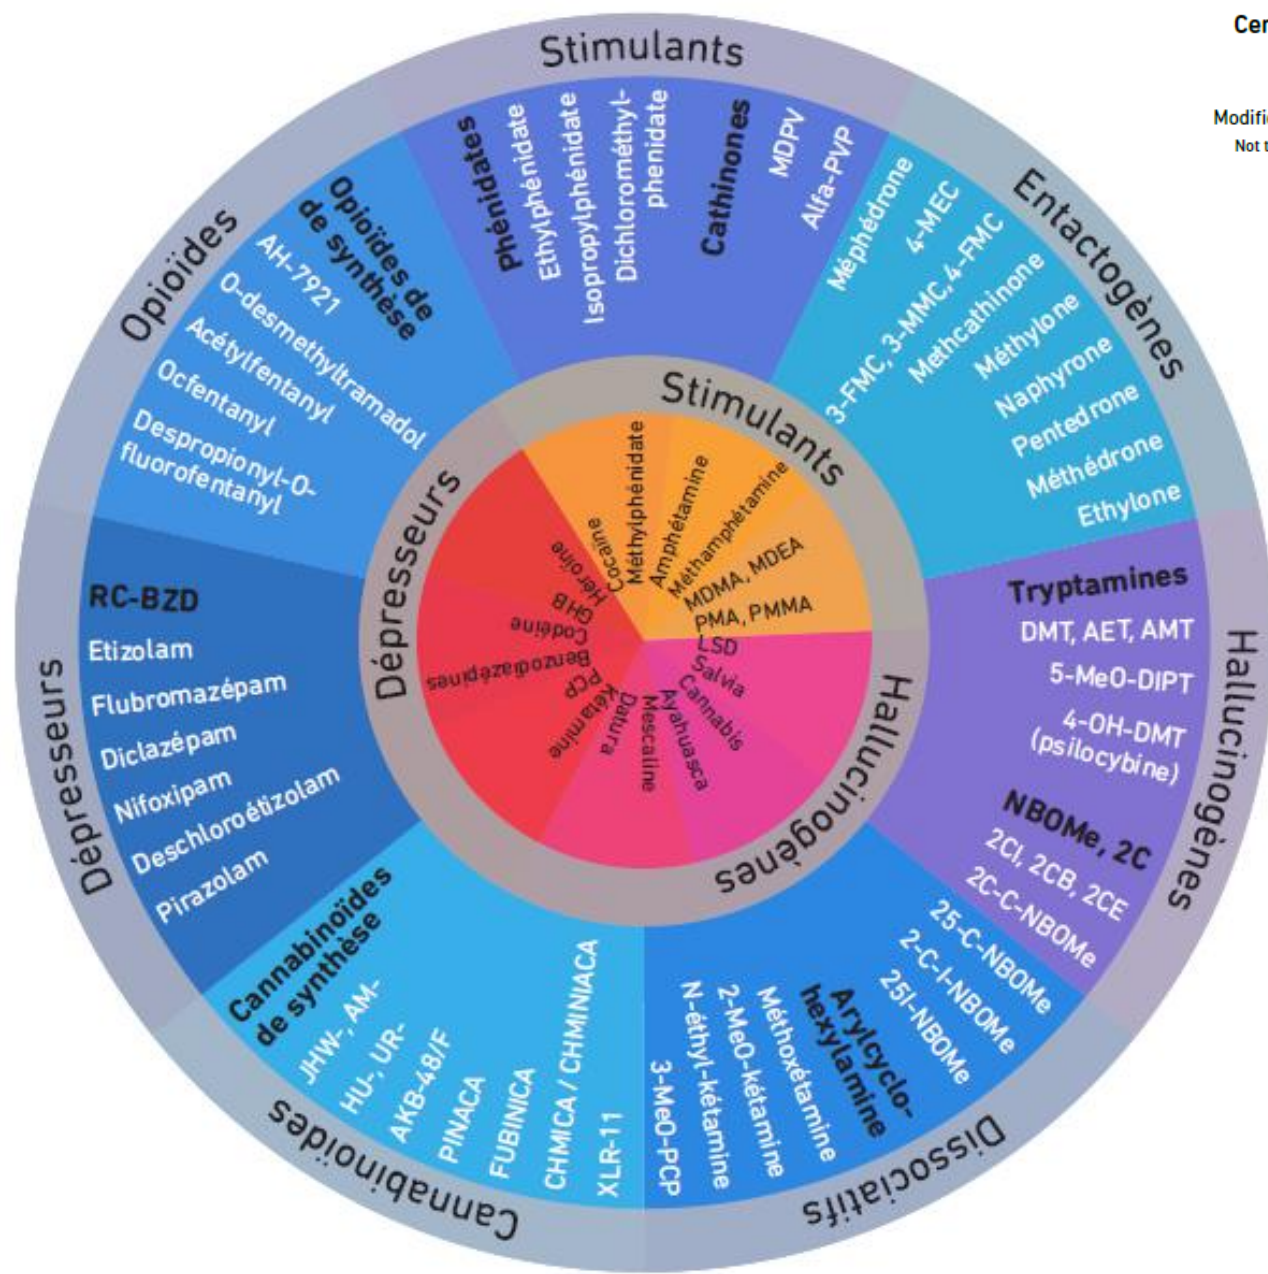 Cer
Modifi
Not t
Stimulants
Phénidates
Ethylphénidate
Isopropylphénidate
Dichlorométhyl-
phenidate
Cathinones
MDPV
Alfa-PVP
Entactogènes
Méphédrone
4-MEC
3-FMC, 3-MMC, 4-FMC
Methcathinone
Méthylone
Naphyrone
Pentedrone
Méthédrone
Ethylone
Hallucinogènes
Tryptamines
DMT, AET, AMT
5-MeO-DIPT
4-OH-DMT
(psilocybine)
NBOMe, 2C
2CI, 2CB, 2CE
2C-C-NBOMe
Dissociatifs
25-C-NBOMe
2-C-I-NBOMe
25I-NBOMe
Arylcyclo-
hexylamine
Méthoxétamine
2-MeO-kétamine
N-éthyl-kétamine
3-MeO-PCP
Cannabinoïdes
XLR-11
CHMICA / CHMINIACA
FUBINICA
PINACA
AKB-48/F
HU-, UR-
JHW-, AM-
Cannabinoïdes
de synthèse
Dépresseurs
RC-BZD
Etizolam
Flubromazépam
Diclazépam
Nifoxipam
Deschloroétizolam
Pirazolam
Opioïdes
Opioïdes de
de synthèse
AH-7921
O-desmethyltramadol
Acétylfentanyl
Ocfentanyl
Despropionyl-O-
fluorofentanyl
Stimulants
Cocaine
Méthylphénidate
Amphétamine
Méthamphétamine
MDMA, MDEA
PMA, PMMA
Hallucinogènes
LSD
Salvia
Cannabis
Ayahuasca
Mescaline
Datura
Dépresseurs
Kétamine
PCP
Benzodiazépines
Codéine
GHB
Héroïne